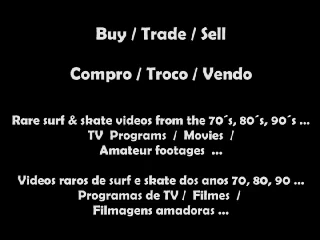 Buy / Trade / Sell
Compro / Troco / Vendo
Rare surf & skate videos from the 70´s, 80´s, 90´s ...
TV Programs / Movies /
Amateur footages ...
Videos raros de surf e skate dos anos 70, 80, 90 ...
Programas de TV / Filmes /
Filmagens amadoras ...